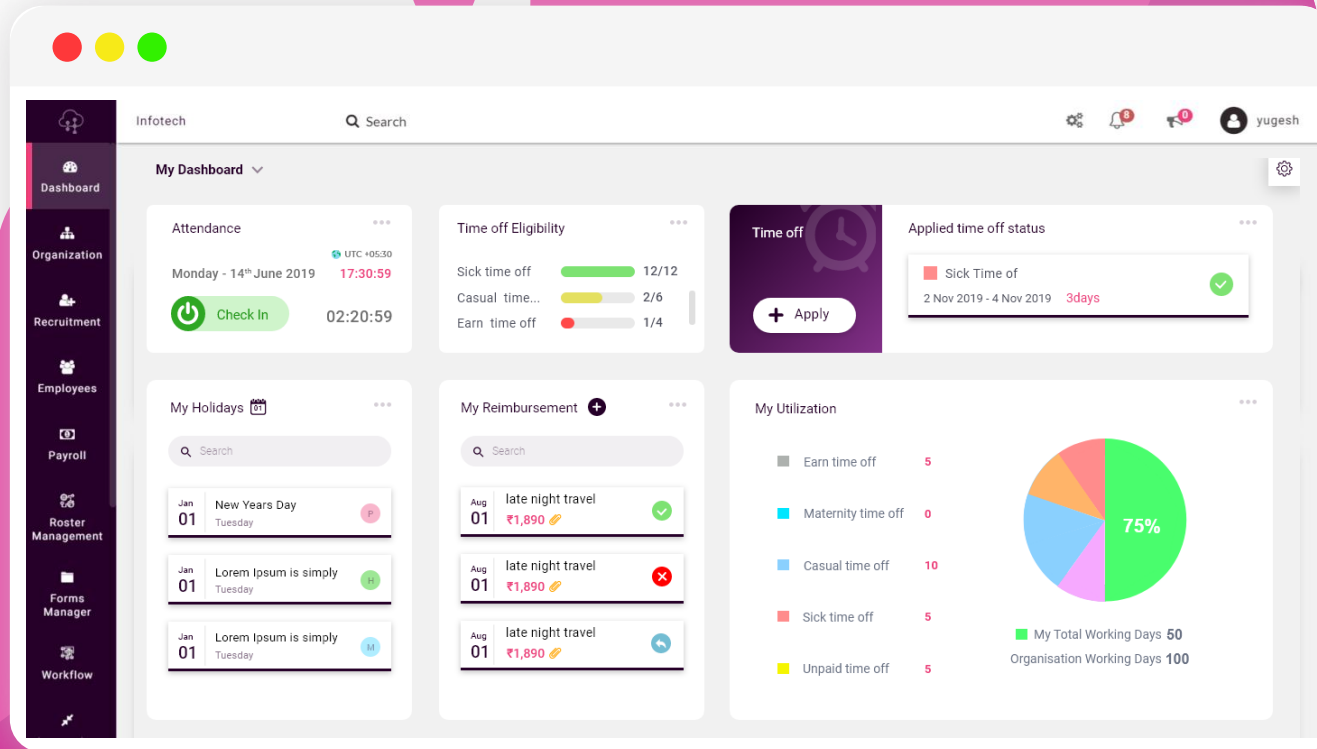 Infotech
Search
8
0
yugesh
Dashboard
Organization
Recruitment
Employees
Payroll
Roster
Management
Forms
Manager
Workflow
My Dashboard
Attendance
UTC +05:30
Monday - 14th June 2019 17:30:59
Check In 02:20:59
Time off Eligibility
Sick time off 12/12
Casual time... 2/6
Earn time off 1/4
Time off
Apply
Applied time off status
Sick Time of
2 Nov 2019 - 4 Nov 2019 3days
My Holidays 01
Search
Jan
01
New Years Day
Tuesday
P
Jan
01
Lorem Ipsum is simply
Tuesday
H
Jan
01
Lorem Ipsum is simply
Tuesday
M
My Reimbursement
Search
Aug
01
late night travel
₹1,890
Aug
01
late night travel
₹1,890
Aug
01
late night travel
₹1,890
My Utilization
Earn time off 5
Maternity time off 0
Casual time off 10
Sick time off 5
Unpaid time off 5
75%
My Total Working Days 50
Organisation Working Days 100